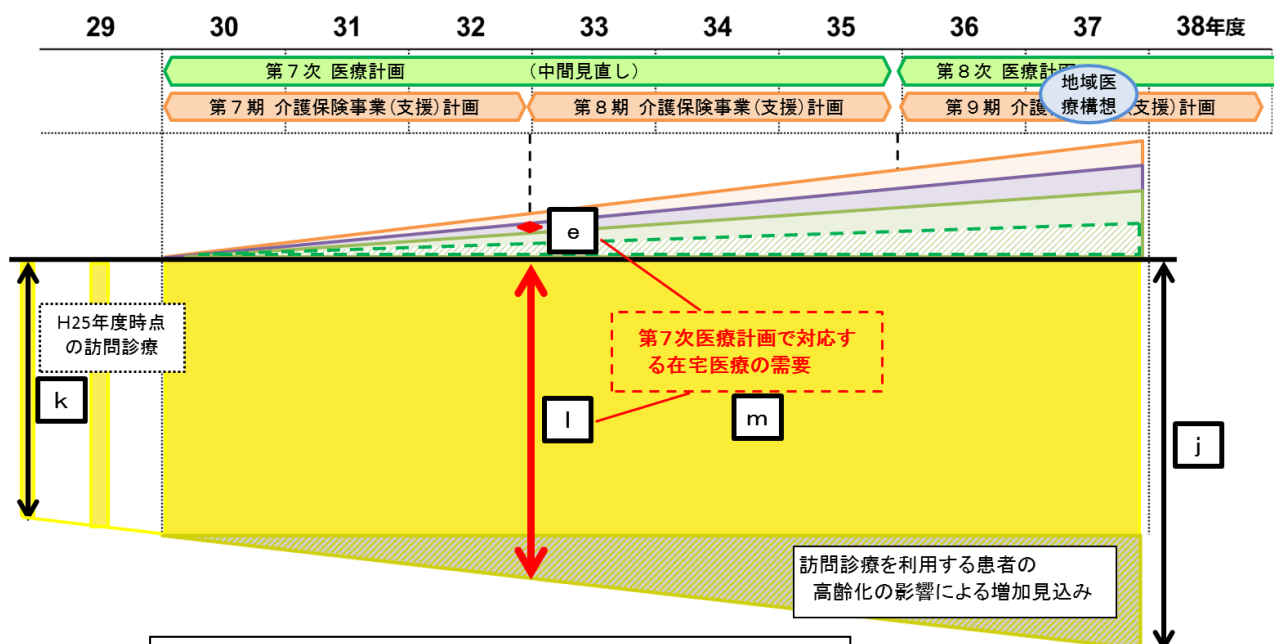 29 30 31 32 33 34 35 36 37 38年度
第７次 医療計画 (中間見直し) 第８次 医療計
地域医
療構想
第７期 介護保険事業(支援)計画 第８期 介護保険事業(支援)計画 第９期 介護 (支援)計画
e
H25年度時点
の訪問診療
第７次医療計画で対応す
る在宅医療の需要
k
l
m
j
訪問診療を利用する患者の
高齢化の影響による増加見込み